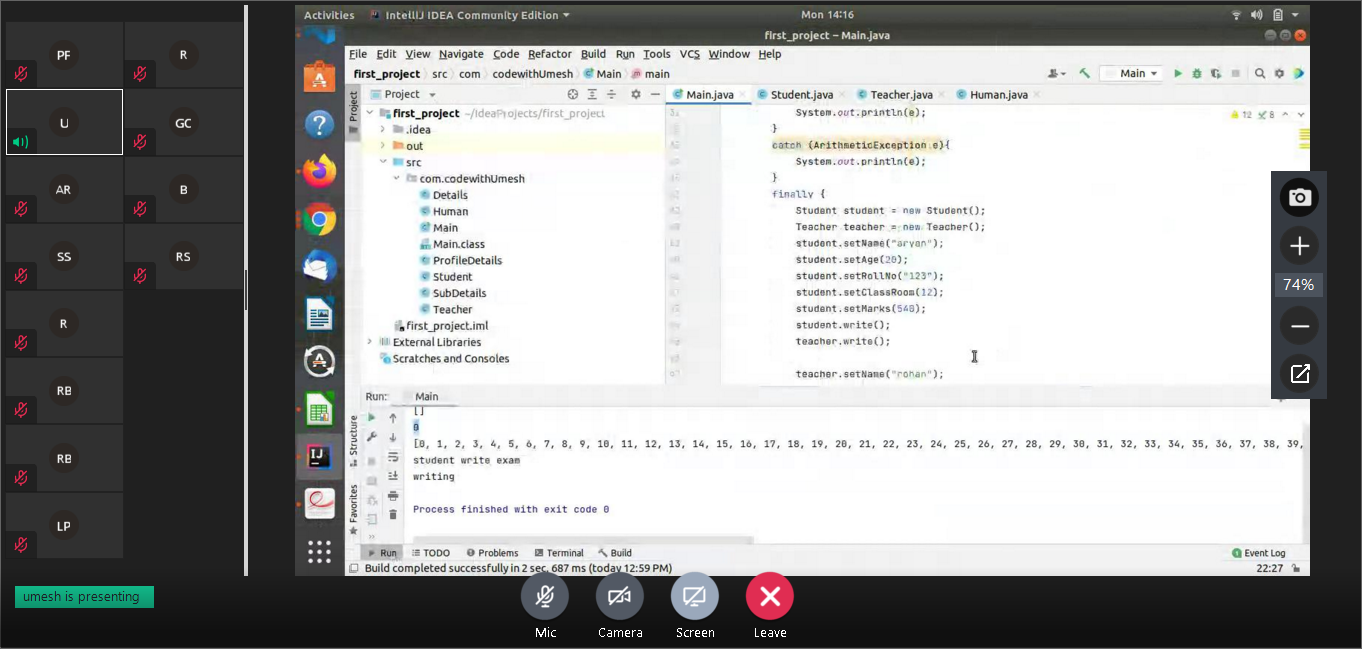 PF
R
U
GC
AR
B
SS
RS
R
RB
RB
LP
umesh is presenting
Activities
IntelliJ IDEA Community Edition
Mon 14:16
first_project – Main.java
File Edit View Navigate Code Refactor Build Run Tools VCS Window Help
first_project src com codewithUmesh Main main
Main
Project
Project
first_project ~/IdeaProjects/first_project
.idea
out
src
com.codewithUmesh
Details
Human
Main
Main.class
ProfileDetails
Student
SubDetails
Teacher
first_project.iml
External Libraries
Scratches and Consoles
Main.java Student.java Teacher.java Human.java
12 8
System.out.println(e);
}
catch (ArithmeticException e){
System.out.println(e);
}
finally {
Student student = new Student();
Teacher teacher = new Teacher();
student.setName("aryan");
student.setAge(20);
student.setRollNo("123");
student.setClassRoom(12);
student.setMarks(540);
student.write();
teacher.write();
teacher.setName("rohan");
74%
Run: Main
Structure
Favorites
[]
0
[0, 1, 2, 3, 4, 5, 6, 7, 8, 9, 10, 11, 12, 13, 14, 15, 16, 17, 18, 19, 20, 21, 22, 23, 24, 25, 26, 27, 28, 29, 30, 31, 32, 33, 34, 35, 36, 37, 38, 39,
student write exam
writing
Process finished with exit code 0
Run TODO Problems Terminal Build
Event Log
Build completed successfully in 2 sec, 687 ms (today 12:59 PM)
22:27
Mic Camera Screen Leave